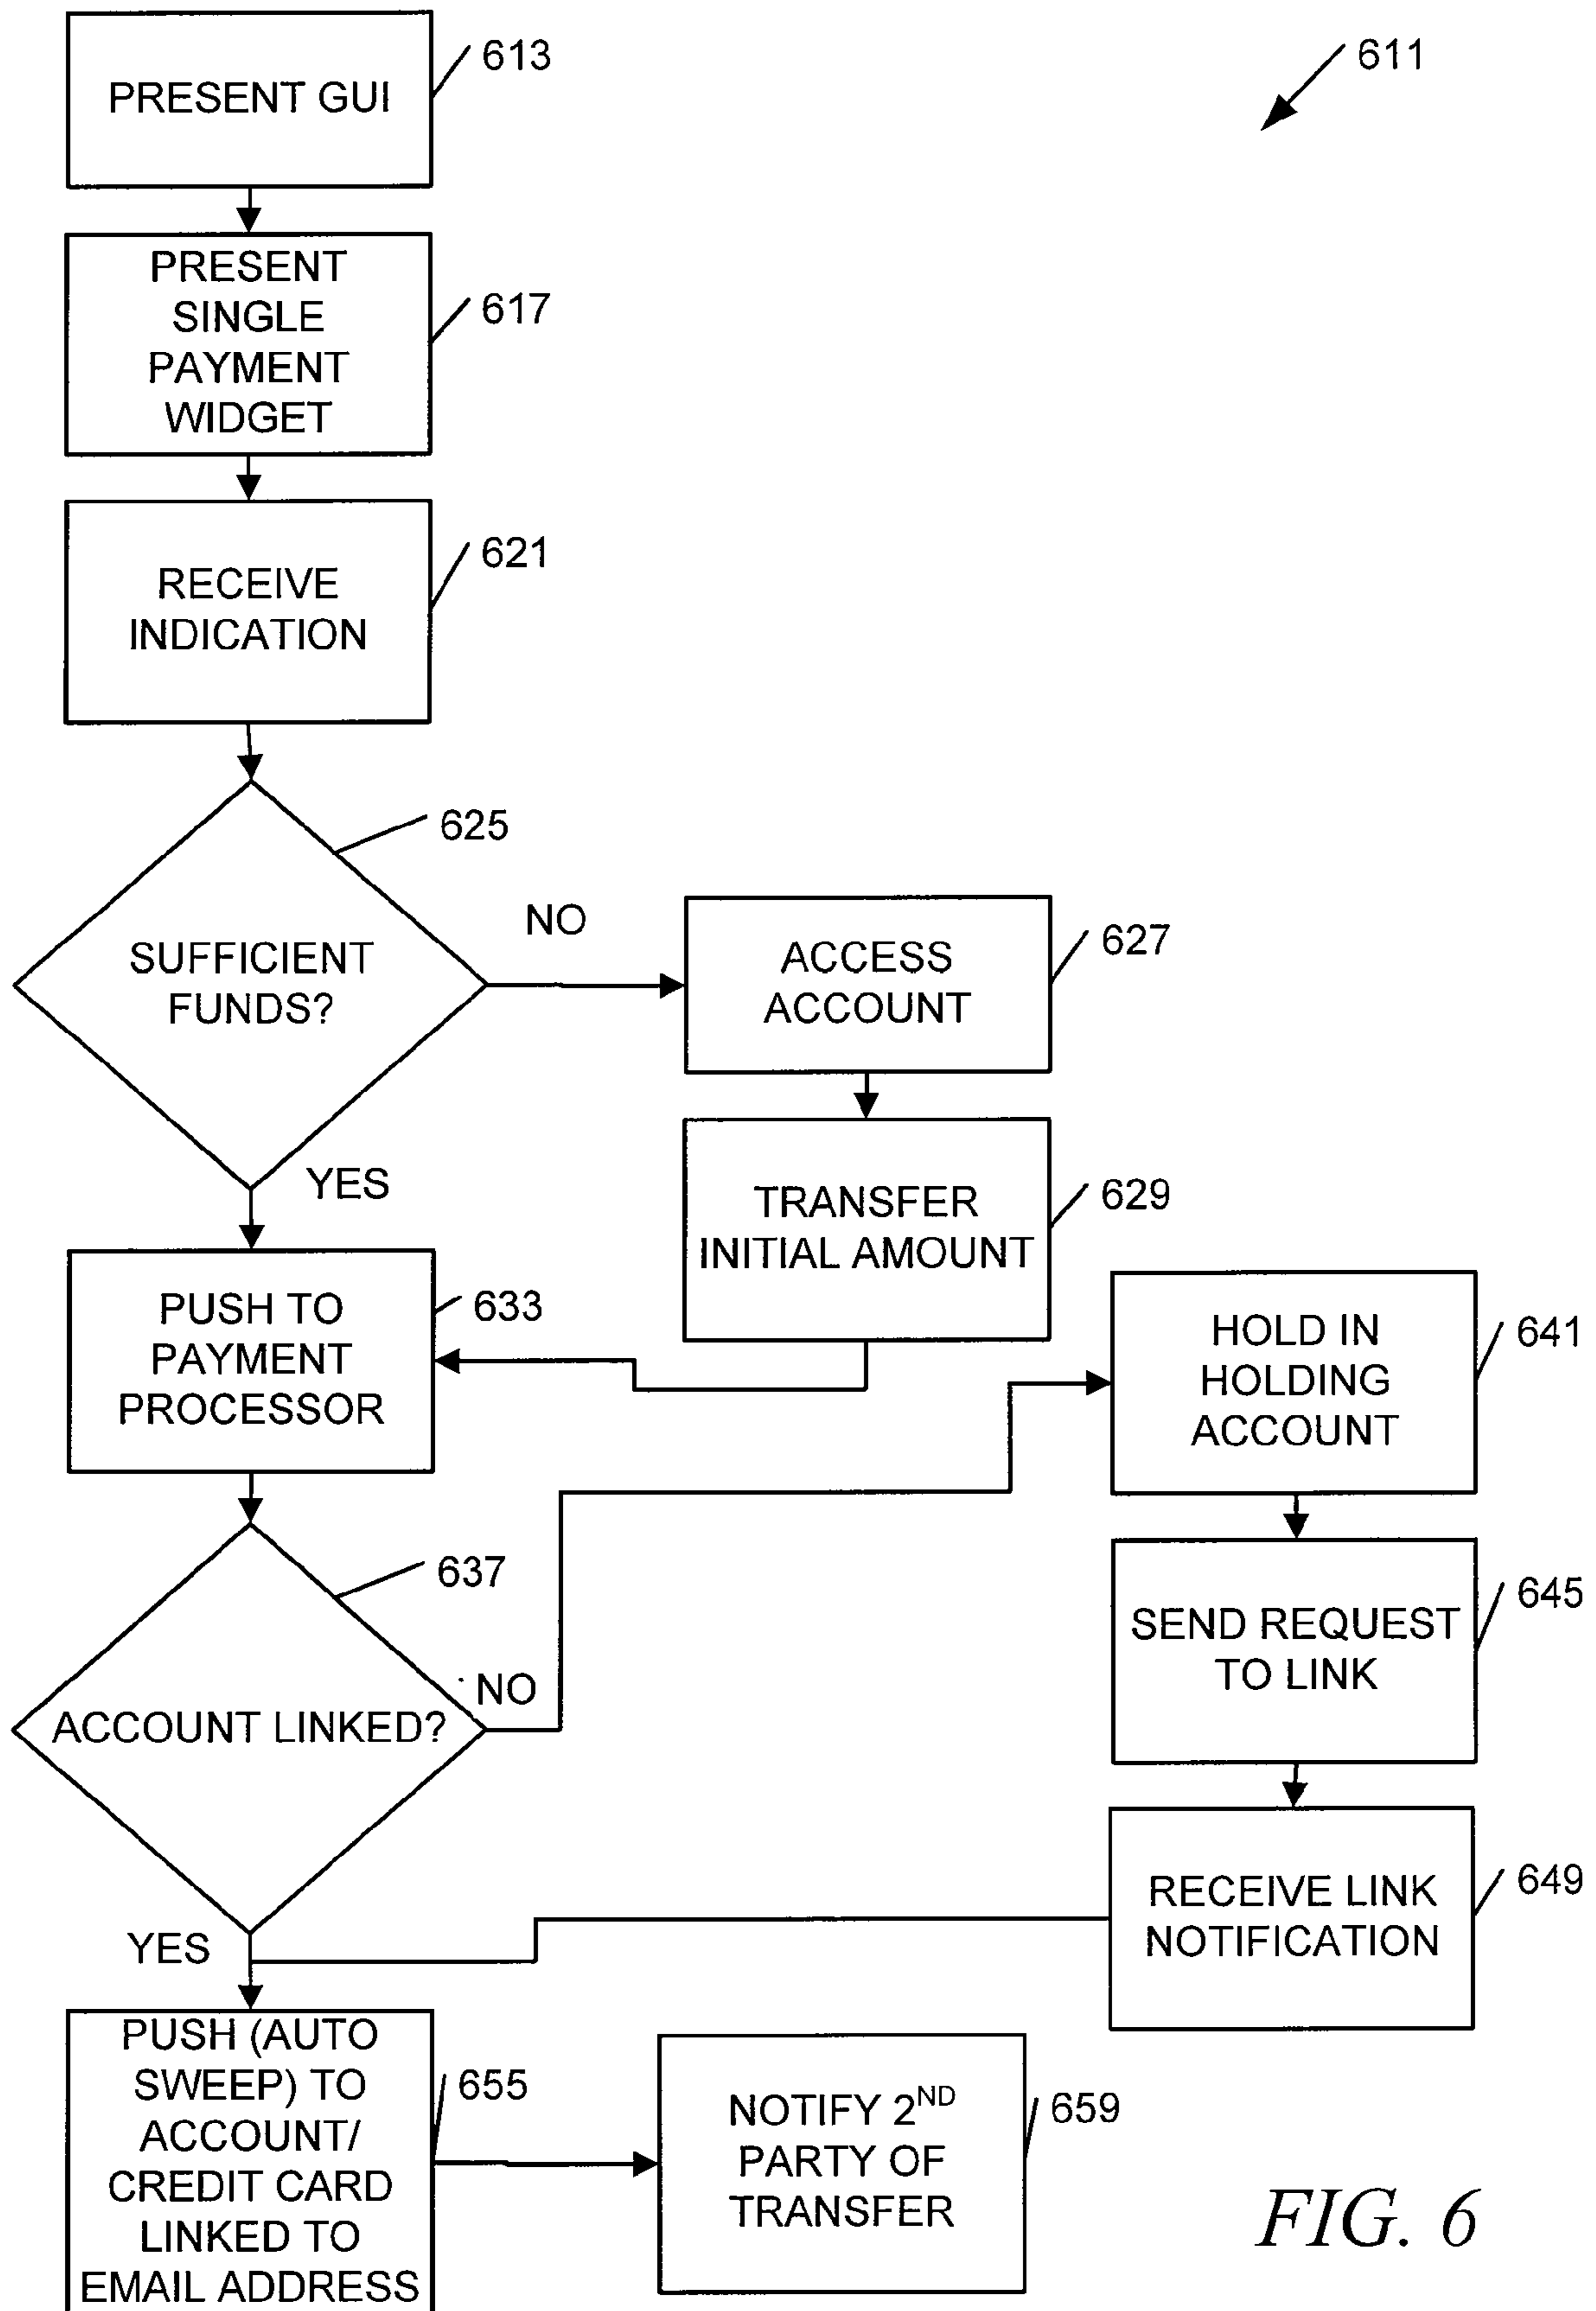 613
611
PRESENT GUI
PRESENT
SINGLE
PAYMENT
WIDGET
617
RECEIVE
INDICATION
621
625
SUFFICIENT
FUNDS?
NO
YES
ACCESS
ACCOUNT
627
TRANSFER
INITIAL AMOUNT
629
PUSH TO
PAYMENT
PROCESSOR
633
637
ACCOUNT LINKED?
NO
YES
HOLD IN
HOLDING
ACCOUNT
641
SEND REQUEST
TO LINK
645
RECEIVE LINK
NOTIFICATION
649
PUSH (AUTO
SWEEP) TO
ACCOUNT/
CREDIT CARD
LINKED TO
EMAIL ADDRESS
655
NOTIFY 2ND
PARTY OF
TRANSFER
659
FIG. 6